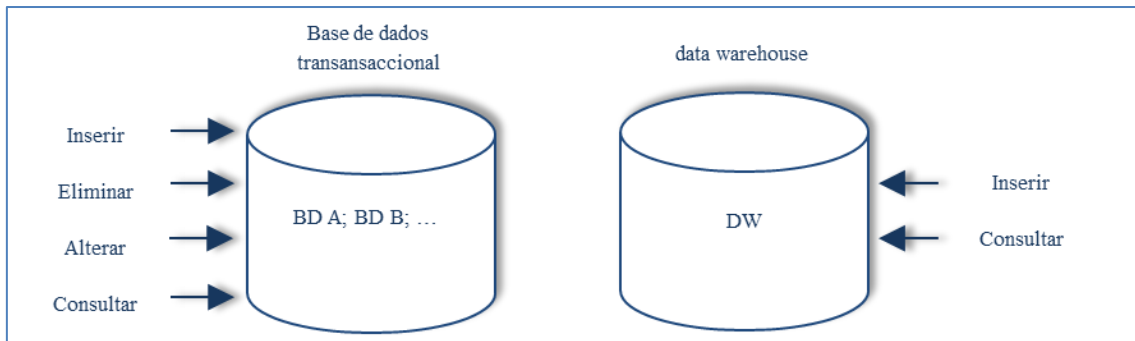 Base de dados
transansaccional
data warehouse
Inserir
Eliminar
Alterar
Consultar
BD A; BD B; …
DW
Inserir
Consultar